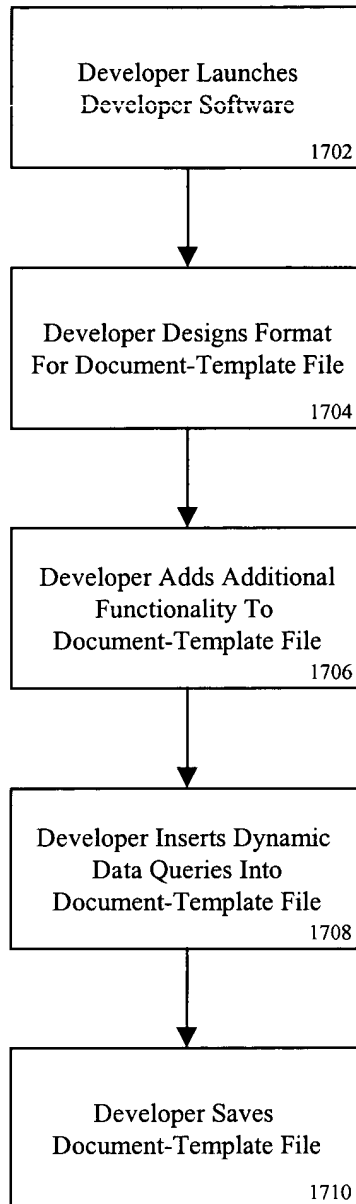 Developer Launches
Developer Software
1702
Developer Designs Format
For Document-Template File
1704
Developer Adds Additional
Functionality To
Document-Template File
1706
Developer Inserts Dynamic
Data Queries Into
Document-Template File
1708
Developer Saves
Document-Template File
1710